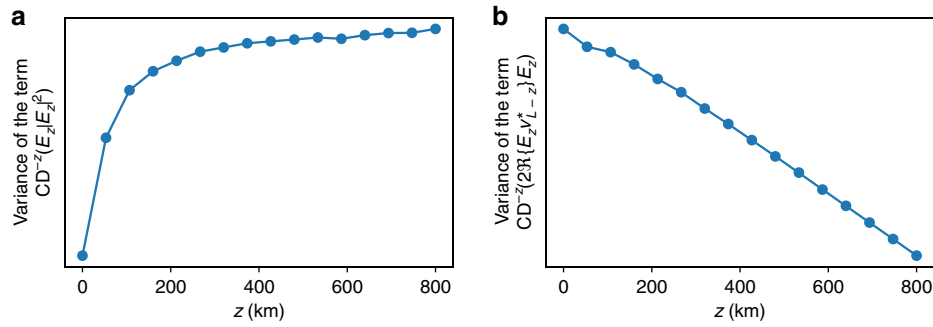 a
Variance of the term
CD⁻ᶻ(E_z|E_z|²)
0
200
400
600
800
z (km)
b
Variance of the term
CD⁻ᶻ(2ℜ{E_zv*_{L−z}}E_z)
0
200
400
600
800
z (km)